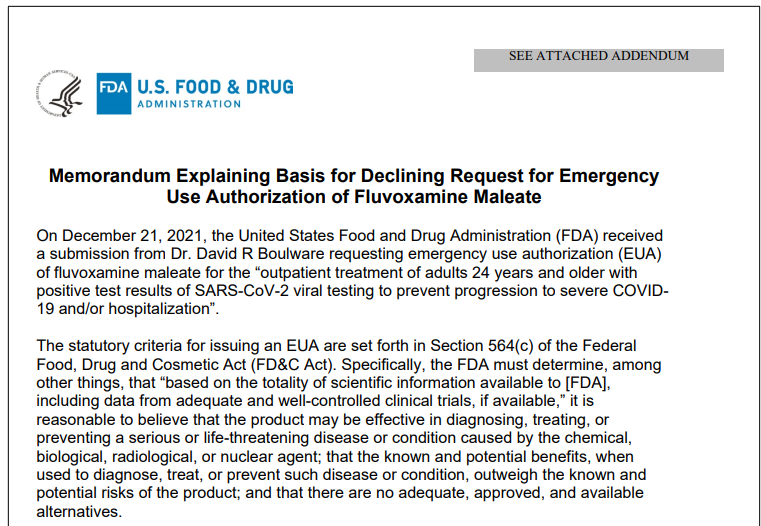 SEE ATTACHED ADDENDUM
FDA U.S. FOOD & DRUG
ADMINISTRATION
Memorandum Explaining Basis for Declining Request for Emergency
Use Authorization of Fluvoxamine Maleate
On December 21, 2021, the United States Food and Drug Administration (FDA) received
a submission from Dr. David R Boulware requesting emergency use authorization (EUA)
of fluvoxamine maleate for the “outpatient treatment of adults 24 years and older with
positive test results of SARS-CoV-2 viral testing to prevent progression to severe COVID-
19 and/or hospitalization”.
The statutory criteria for issuing an EUA are set forth in Section 564(c) of the Federal
Food, Drug and Cosmetic Act (FD&C Act). Specifically, the FDA must determine, among
other things, that “based on the totality of scientific information available to [FDA],
including data from adequate and well-controlled clinical trials, if available,” it is
reasonable to believe that the product may be effective in diagnosing, treating, or
preventing a serious or life-threatening disease or condition caused by the chemical,
biological, radiological, or nuclear agent; that the known and potential benefits, when
used to diagnose, treat, or prevent such disease or condition, outweigh the known and
potential risks of the product; and that there are no adequate, approved, and available
alternatives.